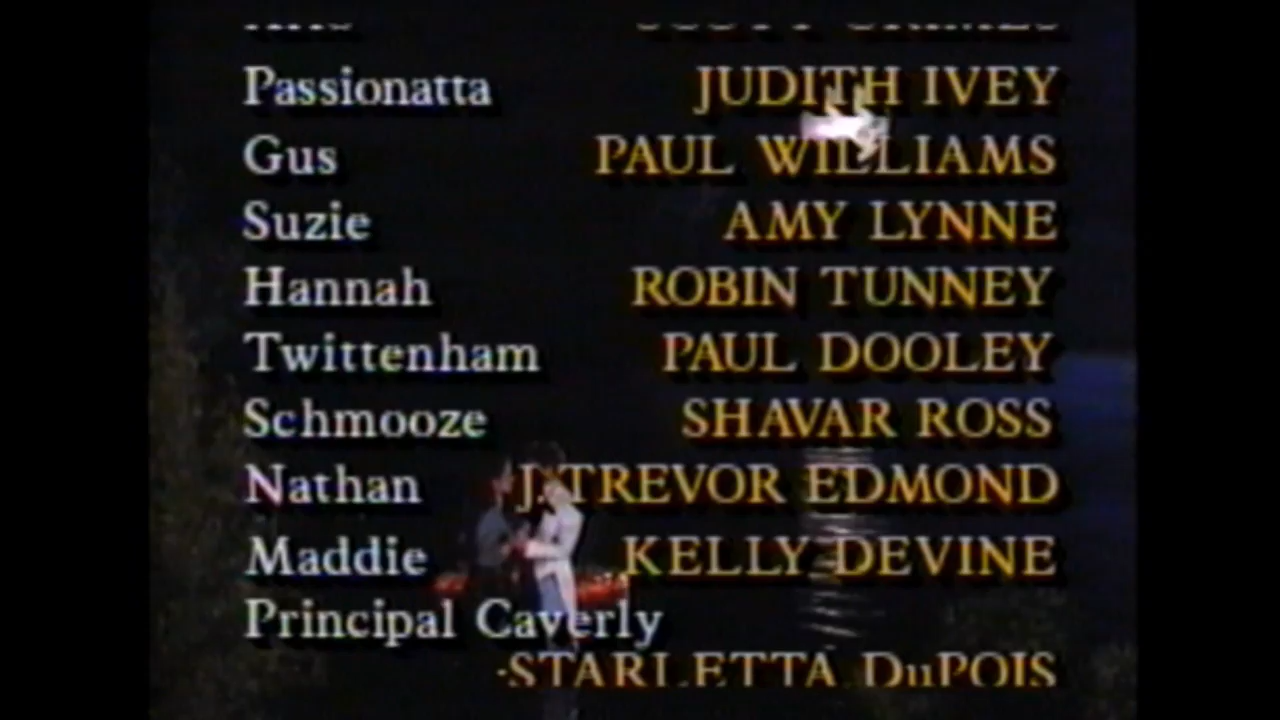 Passionatta JUDITH IVEY
Gus PAUL WILLIAMS
Suzie AMY LYNNE
Hannah ROBIN TUNNEY
Twittenham PAUL DOOLEY
Schmooze SHAVAR ROSS
Nathan J. TREVOR EDMOND
Maddie KELLY DEVINE
Principal Caverly
STARLETTA DuPOIS